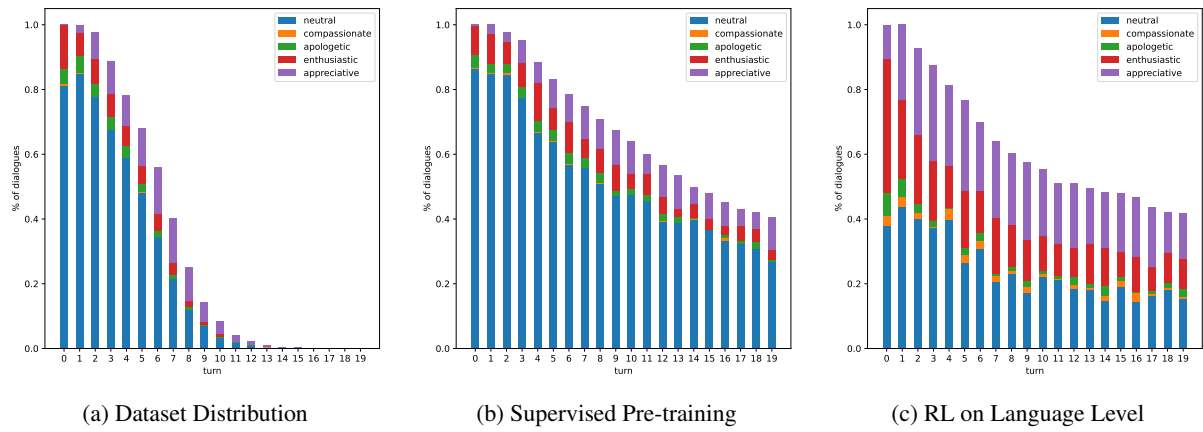 1.0
0.8
0.6
0.4
0.2
0.0
% of dialogues
neutral
compassionate
apologetic
enthusiastic
appreciative
0 1 2 3 4 5 6 7 8 9 10 11 12 13 14 15 16 17 18 19
turn
(a) Dataset Distribution
1.0
0.8
0.6
0.4
0.2
0.0
% of dialogues
neutral
compassionate
apologetic
enthusiastic
appreciative
0 1 2 3 4 5 6 7 8 9 10 11 12 13 14 15 16 17 18 19
turn
(b) Supervised Pre-training
1.0
0.8
0.6
0.4
0.2
0.0
% of dialogues
neutral
compassionate
apologetic
enthusiastic
appreciative
0 1 2 3 4 5 6 7 8 9 10 11 12 13 14 15 16 17 18 19
turn
(c) RL on Language Level